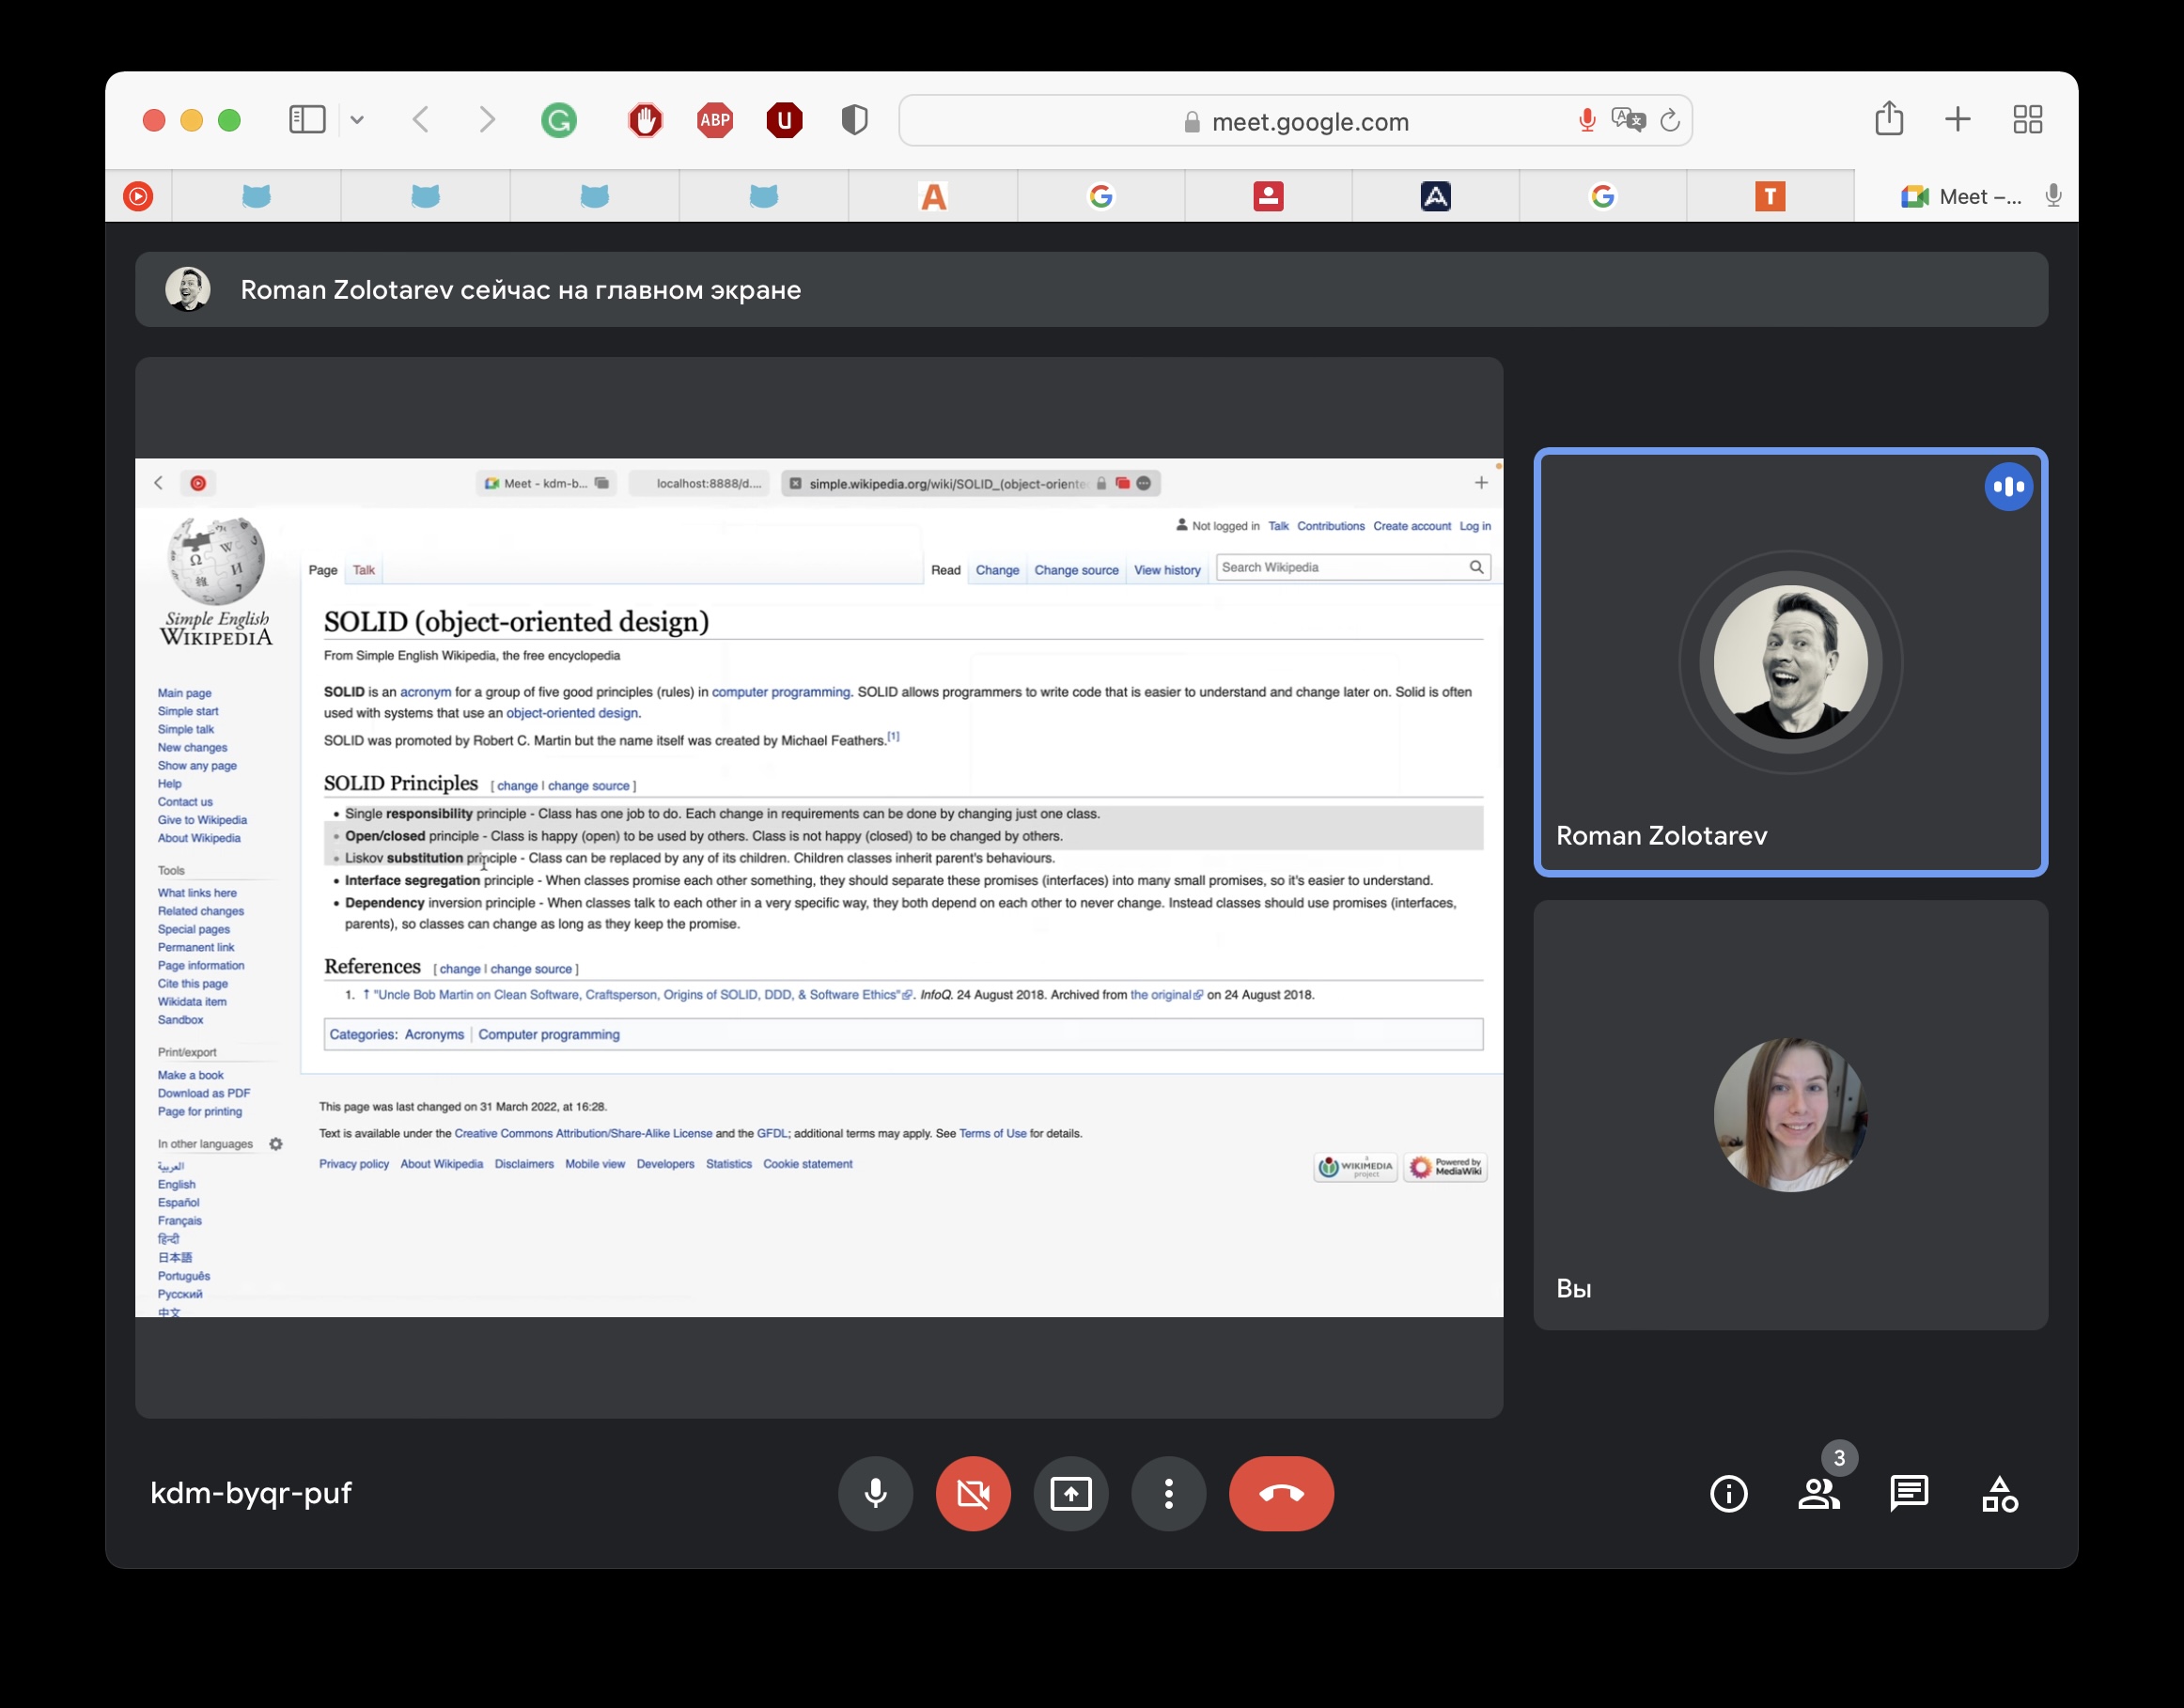 ABP
meet.google.com
Meet –...
Roman Zolotarev сейчас на главном экране
Meet - kdm-b...
localhost:8888/d....
simple.wikipedia.org/wiki/SOLID_(object-oriente
Not logged in Talk Contributions Create account Log in
Page Talk
Read Change Change source View history
Search Wikipedia
Simple English
WIKIPEDIA
SOLID (object-oriented design)
From Simple English Wikipedia, the free encyclopedia
SOLID is an acronym for a group of five good principles (rules) in computer programming. SOLID allows programmers to write code that is easier to understand and change later on. Solid is often
used with systems that use an object-oriented design.
SOLID was promoted by Robert C. Martin but the name itself was created by Michael Feathers.[1]
SOLID Principles [ change | change source ]
• Single responsibility principle - Class has one job to do. Each change in requirements can be done by changing just one class.
• Open/closed principle - Class is happy (open) to be used by others. Class is not happy (closed) to be changed by others.
• Liskov substitution principle - Class can be replaced by any of its children. Children classes inherit parent's behaviours.
• Interface segregation principle - When classes promise each other something, they should separate these promises (interfaces) into many small promises, so it's easier to understand.
• Dependency inversion principle - When classes talk to each other in a very specific way, they both depend on each other to never change. Instead classes should use promises (interfaces,
parents), so classes can change as long as they keep the promise.
References [ change | change source ]
1. ↑ "Uncle Bob Martin on Clean Software, Craftsperson, Origins of SOLID, DDD, & Software Ethics". InfoQ. 24 August 2018. Archived from the original on 24 August 2018.
Categories: Acronyms | Computer programming
This page was last changed on 31 March 2022, at 16:28.
Text is available under the Creative Commons Attribution/Share-Alike License and the GFDL; additional terms may apply. See Terms of Use for details.
Privacy policy About Wikipedia Disclaimers Mobile view Developers Statistics Cookie statement
WIKIMEDIA
project
Powered by
MediaWiki
Main page
Simple start
Simple talk
New changes
Show any page
Help
Contact us
Give to Wikipedia
About Wikipedia
Tools
What links here
Related changes
Special pages
Permanent link
Page information
Cite this page
Wikidata item
Sandbox
Print/export
Make a book
Download as PDF
Page for printing
In other languages
العربية
English
Español
Français
हिन्दी
日本語
Português
Русский
中文
Roman Zolotarev
Вы
kdm-byqr-puf
3